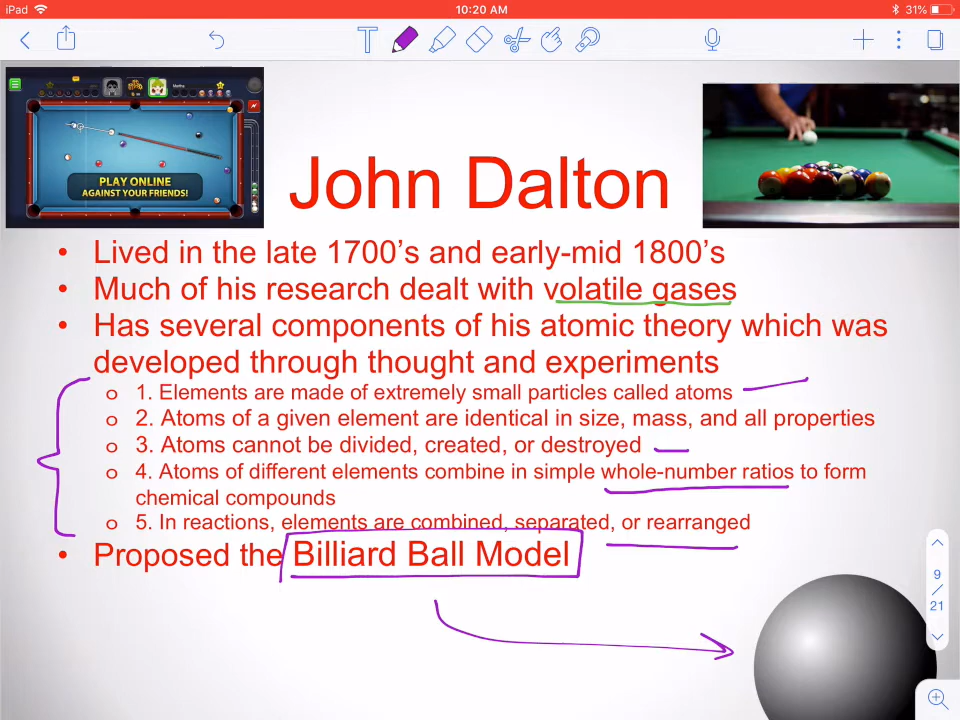 iPad 10:20 AM 31%
T
PLAY ONLINE
AGAINST YOUR FRIENDS!
John Dalton
• Lived in the late 1700’s and early-mid 1800’s
• Much of his research dealt with volatile gases
• Has several components of his atomic theory which was
developed through thought and experiments
o 1. Elements are made of extremely small particles called atoms
o 2. Atoms of a given element are identical in size, mass, and all properties
o 3. Atoms cannot be divided, created, or destroyed
o 4. Atoms of different elements combine in simple whole-number ratios to form
chemical compounds
o 5. In reactions, elements are combined, separated, or rearranged
• Proposed the Billiard Ball Model
9
/
21